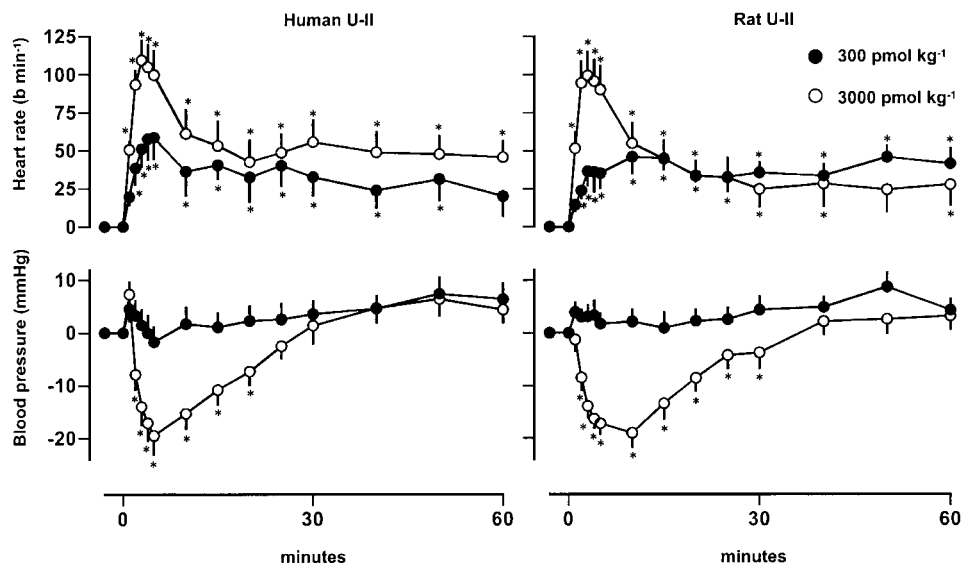 Human U-II
Rat U-II
Heart rate (b min⁻¹)
125
100
75
50
25
0
300 pmol kg⁻¹
3000 pmol kg⁻¹
Blood pressure (mmHg)
10
0
-10
-20
0 30 60
0 30 60
minutes
minutes